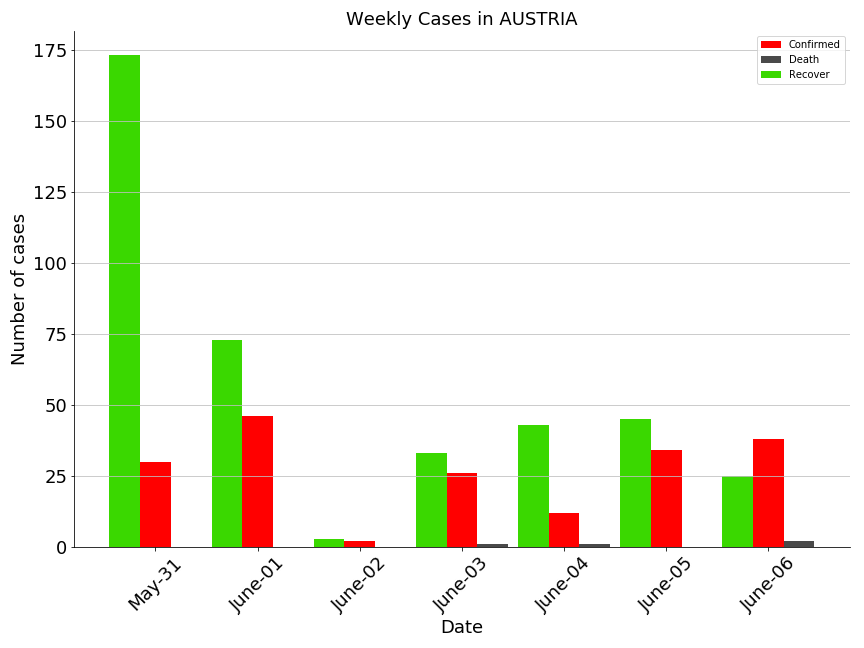 Weekly Cases in AUSTRIA
Confirmed
Death
Recover
Number of cases
175
150
125
100
75
50
25
0
May-31
June-01
June-02
June-03
June-04
June-05
June-06
Date